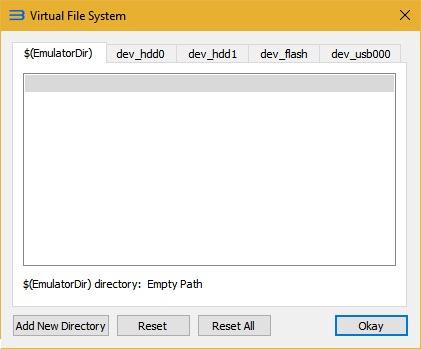 Virtual File System
$(EmulatorDir) dev_hdd0 dev_hdd1 dev_flash dev_usb000
$(EmulatorDir) directory: Empty Path
Add New Directory Reset Reset All Okay